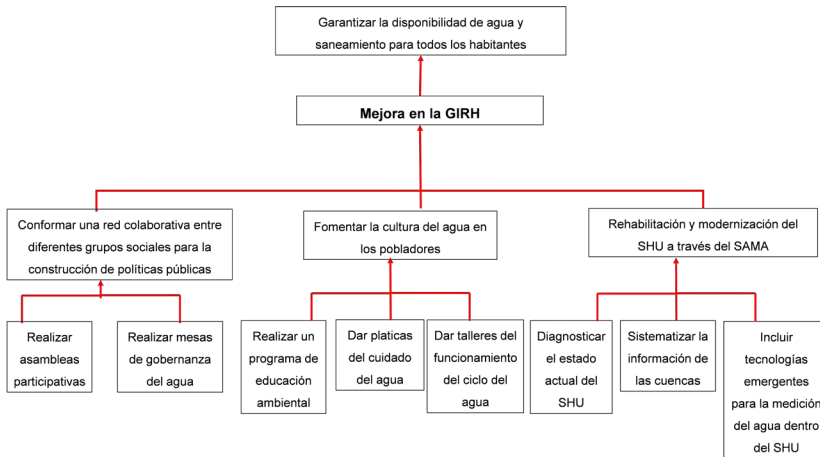 Garantizar la disponibilidad de agua y
saneamiento para todos los habitantes
Mejora en la GIRH
Conformar una red colaborativa entre
diferentes grupos sociales para la
construcción de políticas públicas
Fomentar la cultura del agua en
los pobladores
Rehabilitación y modernización del
SHU a través del SAMA
Realizar
asambleas
participativas
Realizar mesas
de gobernanza
del agua
Realizar un
programa de
educación
ambiental
Dar platicas
del cuidado
del agua
Dar talleres del
funcionamiento
del ciclo del
agua
Diagnosticar
el estado
actual del
SHU
Sistematizar la
información de
las cuencas
Incluir
tecnologías
emergentes
para la medición
del agua dentro
del SHU